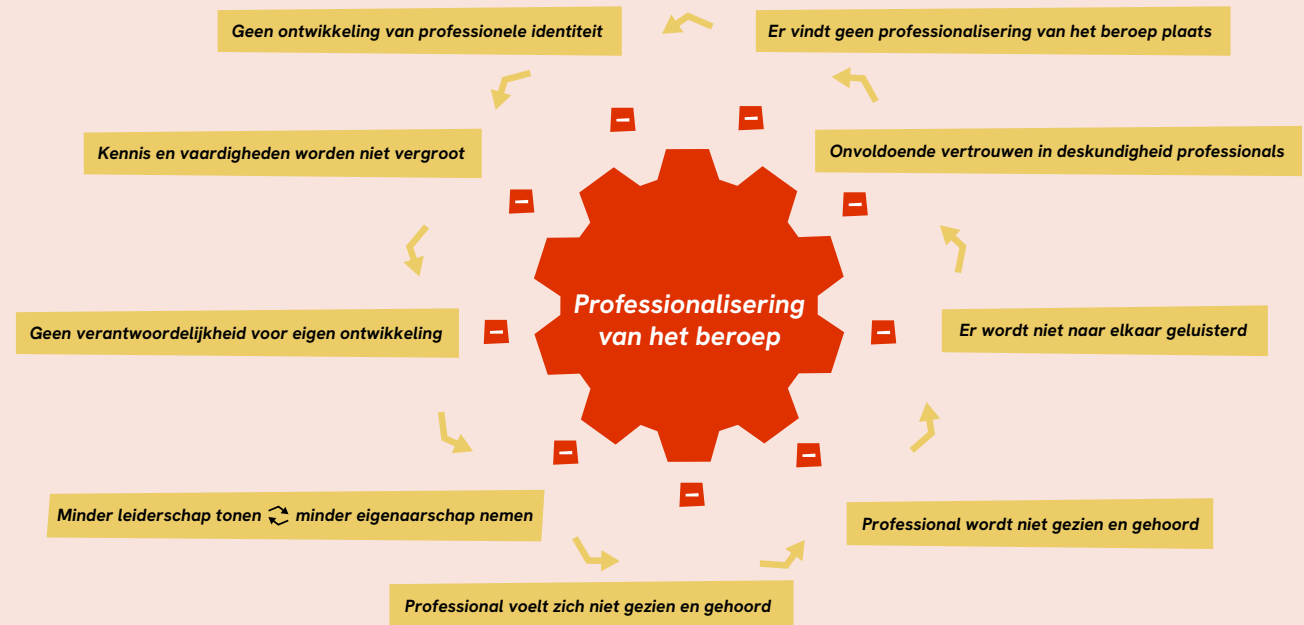 Geen ontwikkeling van professionele identiteit
Er vindt geen professionalisering van het beroep plaats
Kennis en vaardigheden worden niet vergroot
Onvoldoende vertrouwen in deskundigheid professionals
Professionalisering
van het beroep
Geen verantwoordelijkheid voor eigen ontwikkeling
Er wordt niet naar elkaar geluisterd
Minder leiderschap tonen minder eigenaarschap nemen
Professional wordt niet gezien en gehoord
Professional voelt zich niet gezien en gehoord